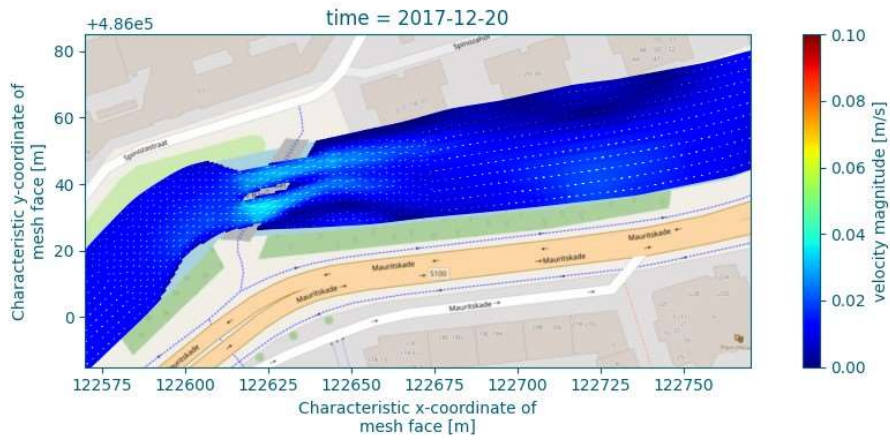 time = 2017-12-20
+4.86e5
80
60
40
20
0
Characteristic y-coordinate of
mesh face [m]
Spinozahof
Spinozastraat
Mauritskade
Mauritskade
Mauritskade
S100
Mauritskade
Mauritskade
122575
122600
122625
122650
122675
122700
122725
122750
Characteristic x-coordinate of
mesh face [m]
0.10
0.08
0.06
0.04
0.02
0.00
velocity magnitude [m/s]